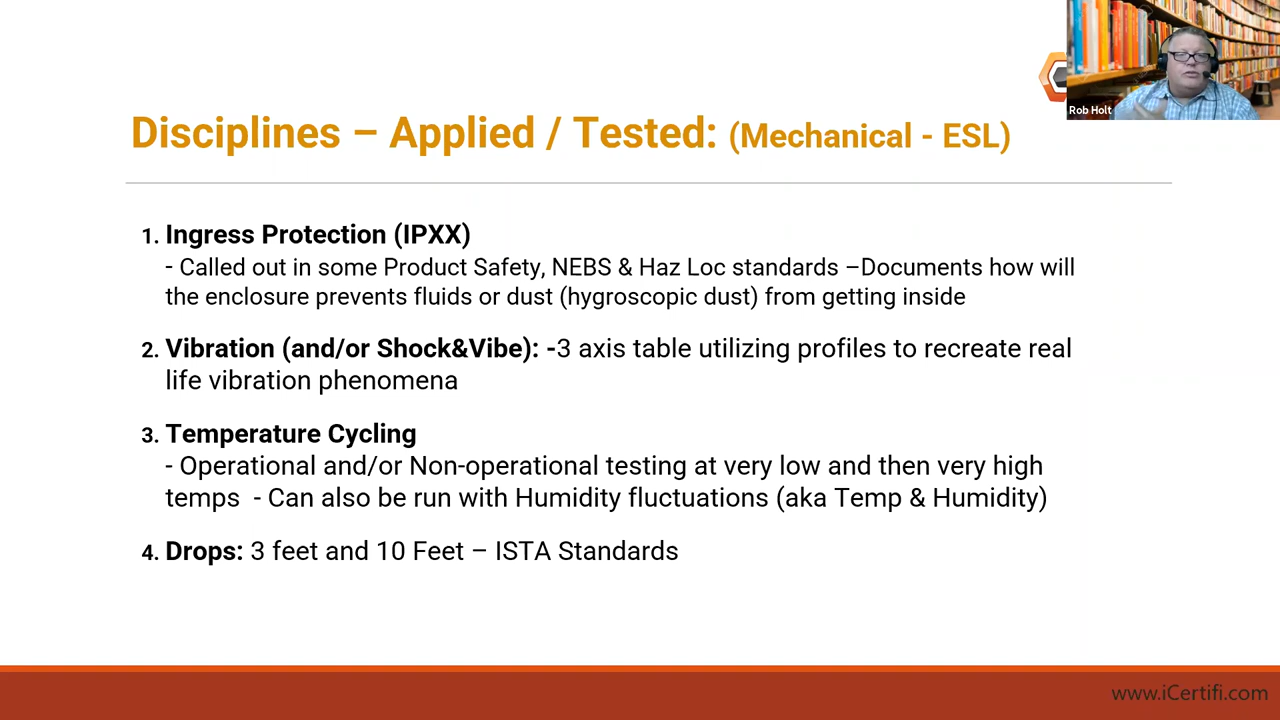 Rob Holt
Disciplines – Applied / Tested: (Mechanical - ESL)
1. Ingress Protection (IPXX)
- Called out in some Product Safety, NEBS & Haz Loc standards –Documents how will
the enclosure prevents fluids or dust (hygroscopic dust) from getting inside
2. Vibration (and/or Shock&Vibe): -3 axis table utilizing profiles to recreate real
life vibration phenomena
3. Temperature Cycling
- Operational and/or Non-operational testing at very low and then very high
temps  - Can also be run with Humidity fluctuations (aka Temp & Humidity)
4. Drops: 3 feet and 10 Feet – ISTA Standards
www.iCertifi.com